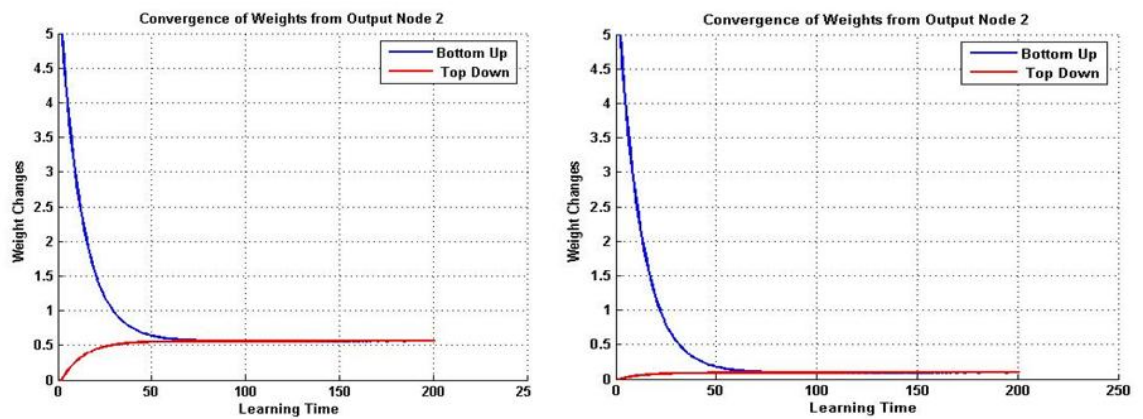 Convergence of Weights from Output Node 2
5
4.5
4
3.5
3
2.5
2
1.5
1
0.5
0
Weight Changes
Bottom Up
Top Down
0 50 100 150 200 25
Learning Time
Convergence of Weights from Output Node 2
5
4.5
4
3.5
3
2.5
2
1.5
1
0.5
0
Weight Changes
Bottom Up
Top Down
0 50 100 150 200 250
Learning Time